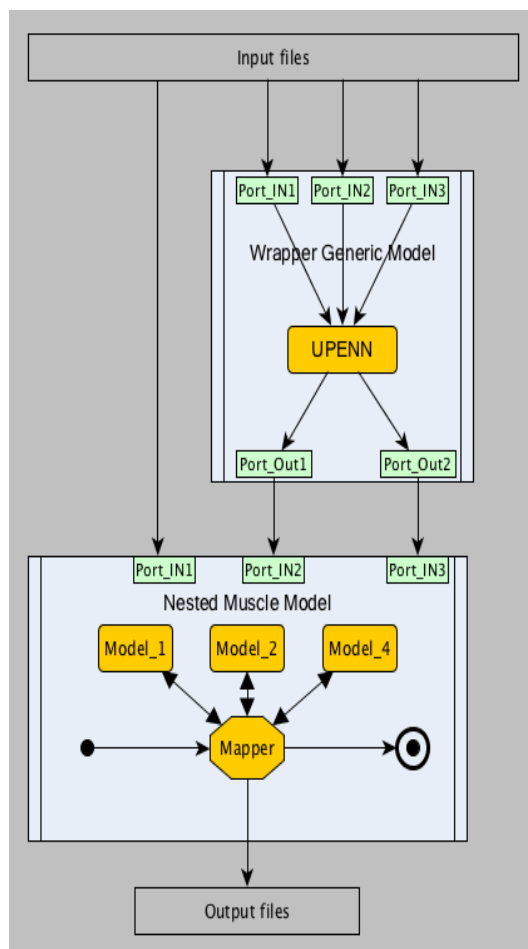 Input files
Port_IN1 Port_IN2 Port_IN3
Wrapper Generic Model
UPENN
Port_Out1 Port_Out2
Port_IN1 Port_IN2 Port_IN3
Nested Muscle Model
Model_1 Model_2 Model_4
Mapper
Output files